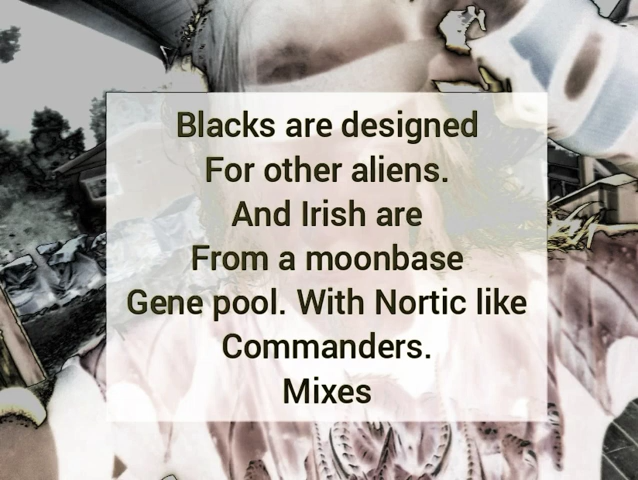 Blacks are designed
For other aliens.
And Irish are
From a moonbase
Gene pool. With Nortic like
Commanders.
Mixes